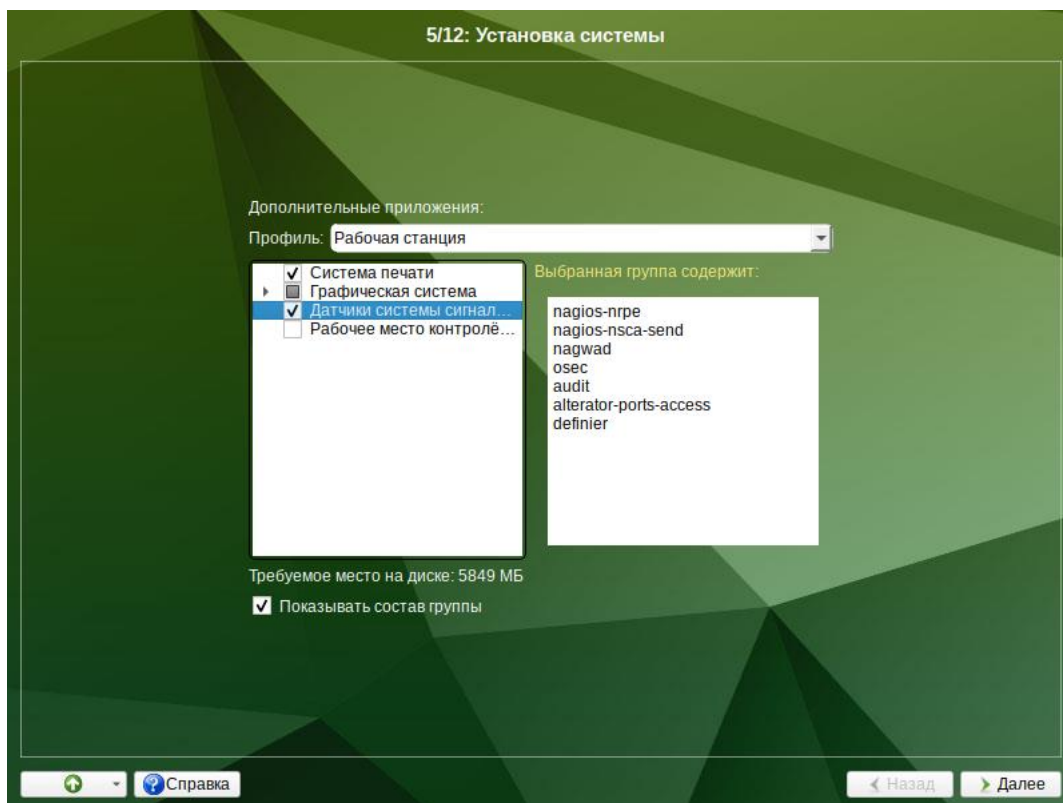 5/12: Установка системы
Дополнительные приложения:
Профиль: Рабочая станция
Система печати
Графическая система
Датчики системы сигнал...
Рабочее место контролё...
Выбранная группа содержит:
nagios-nrpe
nagios-nsca-send
nagwad
osec
audit
alterator-ports-access
definier
Требуемое место на диске: 5849 МБ
Показывать состав группы
Справка
Назад
Далее